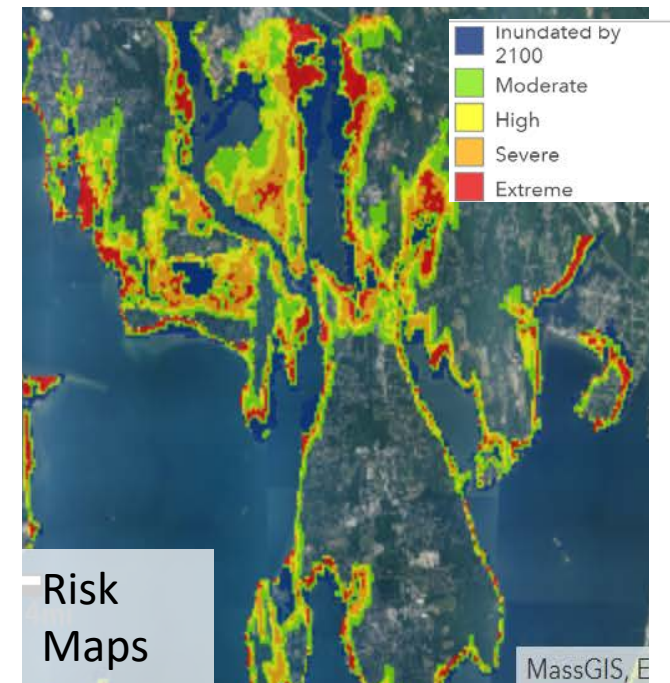 Inundated by
2100
Moderate
High
Severe
Extreme
Risk
Maps
MassGIS, E